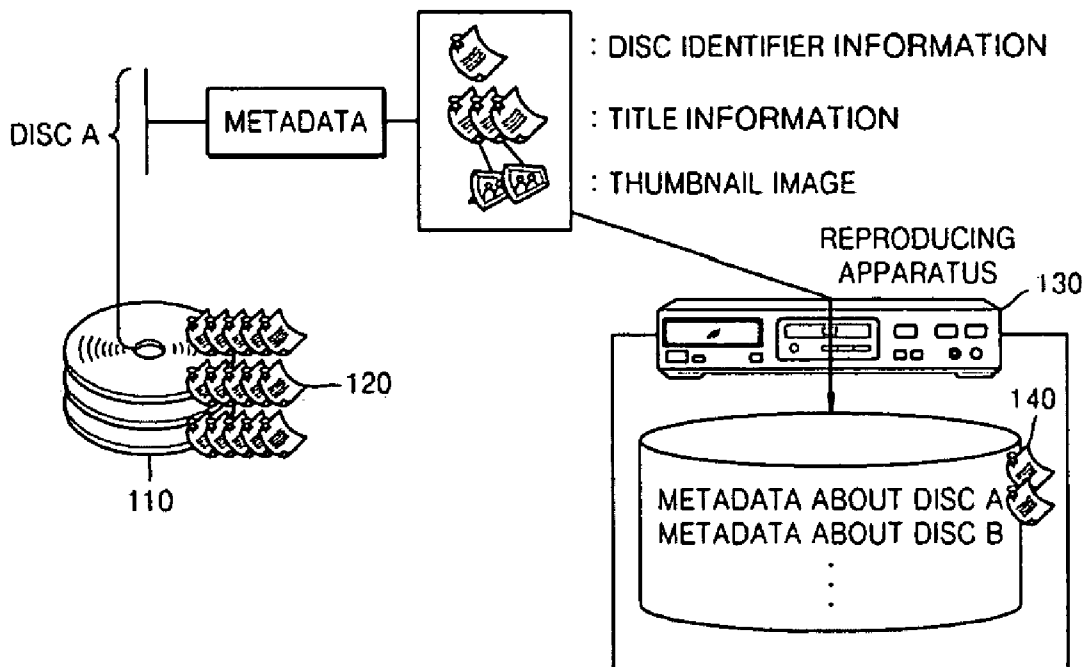 : DISC IDENTIFIER INFORMATION
DISC A
METADATA
: TITLE INFORMATION
: THUMBNAIL IMAGE
REPRODUCING
APPARATUS
130
120
110
140
METADATA ABOUT DISC A
METADATA ABOUT DISC B